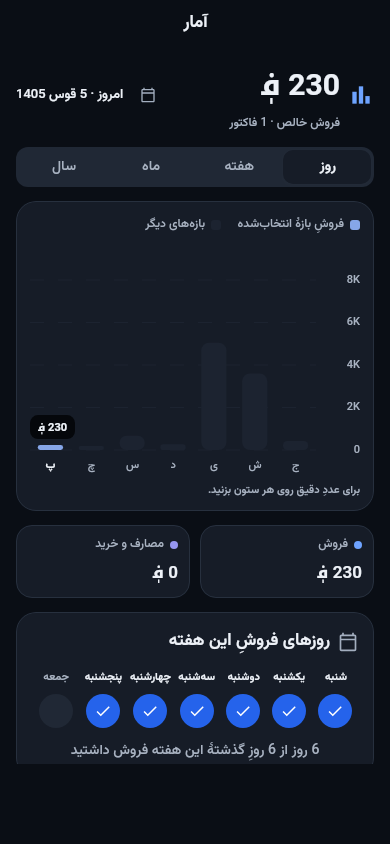 آمار
230 ؋
امروز · 5 قوس 1405
فروش خالص · 1 فاکتور
روز
هفته
ماه
سال
فروشِ بازهٔ انتخاب‌شده
بازه‌های دیگر
8K
6K
4K
2K
0
230 ؋
ج
ش
ی
د
س
چ
پ
برای عددِ دقیق روی هر ستون بزنید.
فروش
230 ؋
مصارف و خرید
0 ؋
روزهای فروشِ این هفته
شنبه یکشنبه دوشنبه سه‌شنبه چهارشنبه پنجشنبه جمعه
6 روز از 6 روزِ گذشتهٔ این هفته فروش داشتید